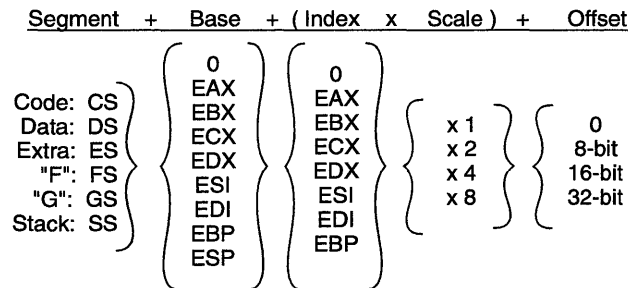 Segment + Base + ( Index x Scale ) + Offset
Code: CS
Data: DS
Extra: ES
"F": FS
"G": GS
Stack: SS
0
EAX
EBX
ECX
EDX
ESI
EDI
EBP
ESP
0
EAX
EBX
ECX
EDX
ESI
EDI
EBP
x 1
x 2
x 4
x 8
0
8-bit
16-bit
32-bit